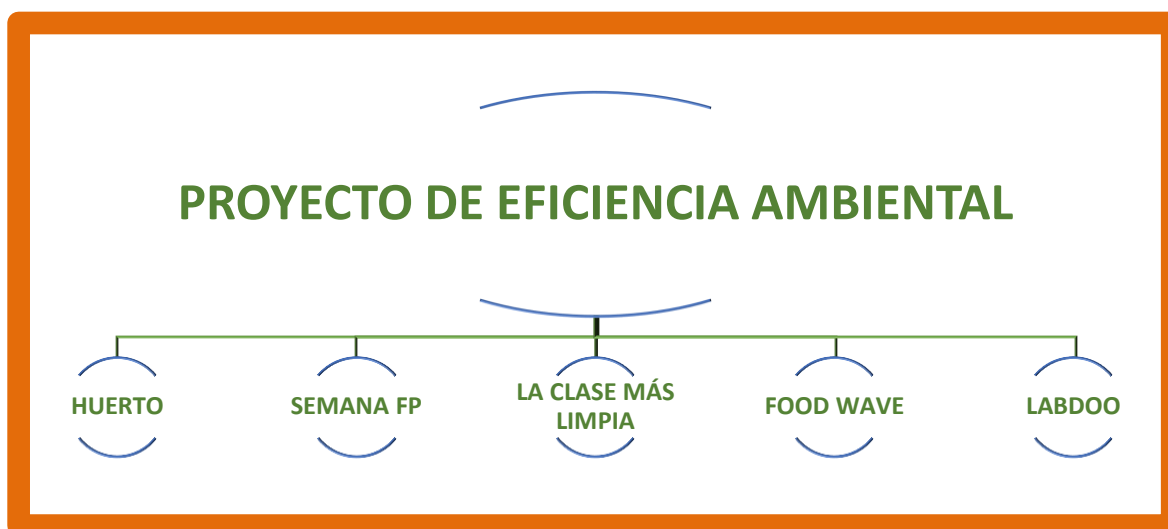 PROYECTO DE EFICIENCIA AMBIENTAL
HUERTO
SEMANA FP
LA CLASE MÁS
LIMPIA
FOOD WAVE
LABDOO